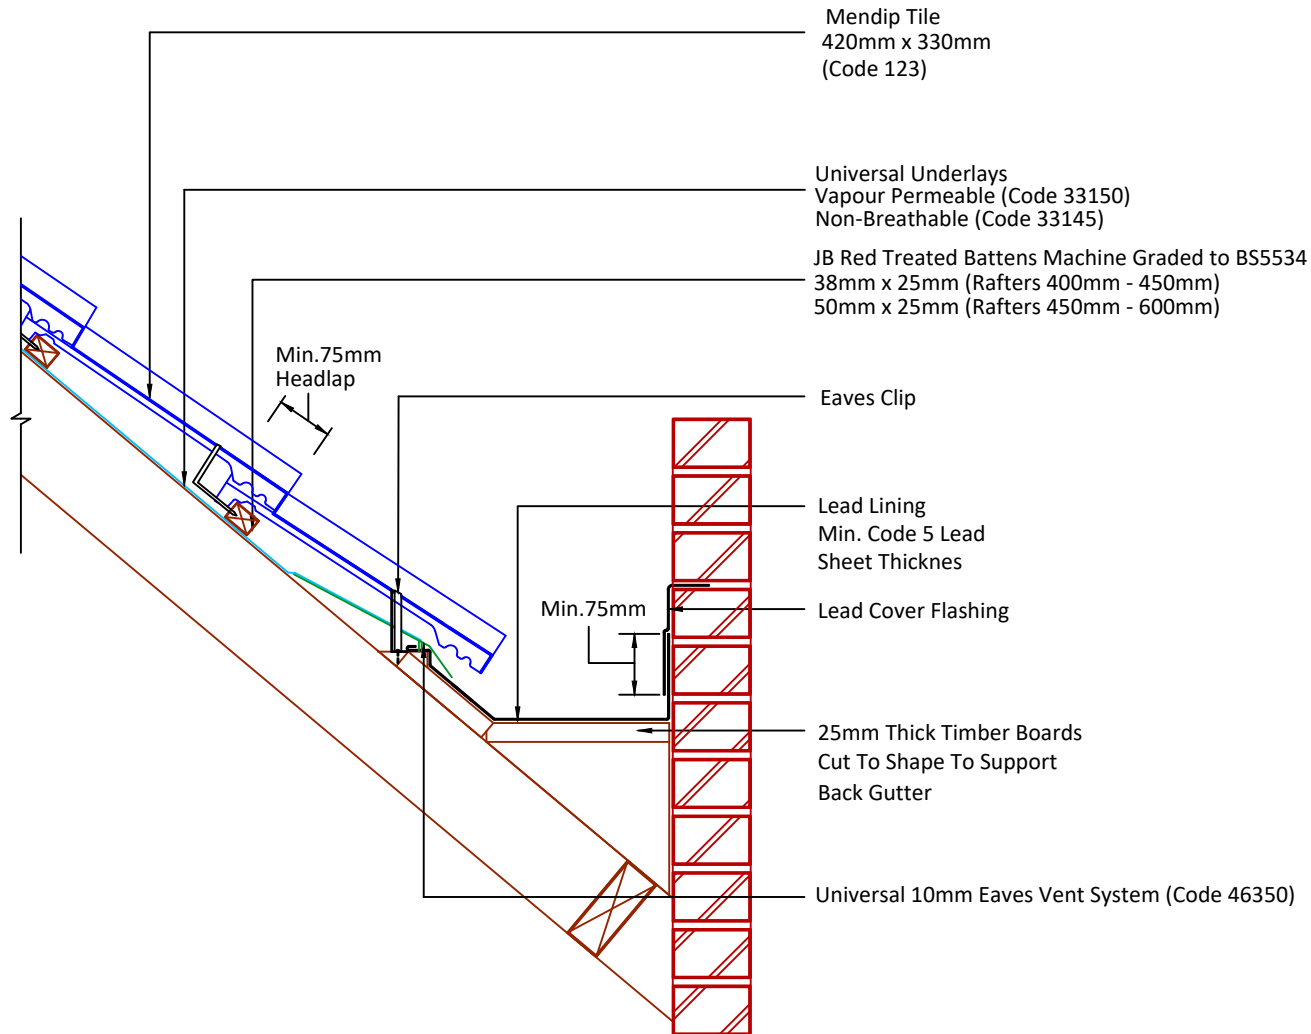 Mendip Tile
420mm x 330mm
(Code 123)
Universal Underlays
Vapour Permeable (Code 33150)
Non-Breathable (Code 33145)
JB Red Treated Battens Machine Graded to BS5534
38mm x 25mm (Rafters 400mm - 450mm)
50mm x 25mm (Rafters 450mm - 600mm)
Min.75mm
Headlap
Eaves Clip
Lead Lining
Min. Code 5 Lead
Sheet Thicknes
Min.75mm
Lead Cover Flashing
25mm Thick Timber Boards
Cut To Shape To Support
Back Gutter
Universal 10mm Eaves Vent System (Code 46350)